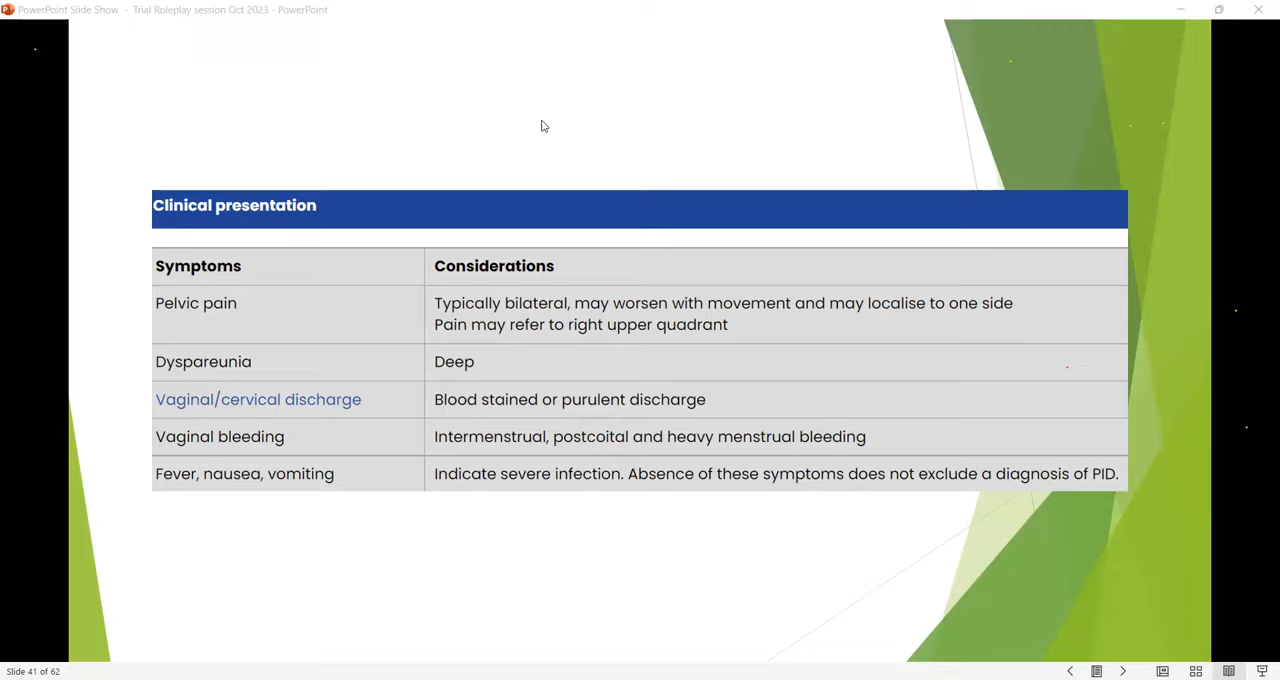 PowerPoint Slide Show - Trial Roleplay session Oct 2023 - PowerPoint
Clinical presentation
Symptoms Considerations
Pelvic pain Typically bilateral, may worsen with movement and may localise to one side
Pain may refer to right upper quadrant
Dyspareunia Deep
Vaginal/cervical discharge Blood stained or purulent discharge
Vaginal bleeding Intermenstrual, postcoital and heavy menstrual bleeding
Fever, nausea, vomiting Indicate severe infection. Absence of these symptoms does not exclude a diagnosis of PID.
Slide 41 of 62